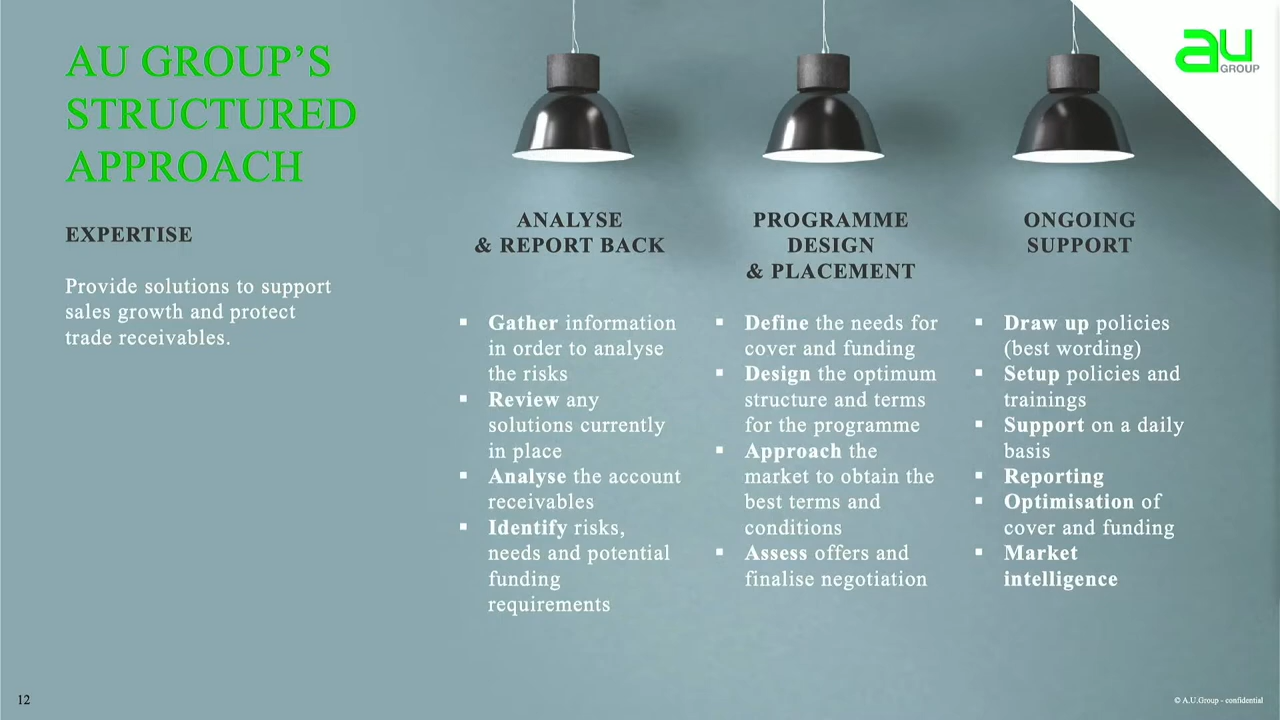 AU GROUP’S
STRUCTURED
APPROACH
EXPERTISE
Provide solutions to support
sales growth and protect
trade receivables.
ANALYSE
& REPORT BACK
▪ Gather information
in order to analyse
the risks
▪ Review any
solutions currently
in place
▪ Analyse the account
receivables
▪ Identify risks,
needs and potential
funding
requirements
PROGRAMME
DESIGN
& PLACEMENT
▪ Define the needs for
cover and funding
▪ Design the optimum
structure and terms
for the programme
▪ Approach the
market to obtain the
best terms and
conditions
▪ Assess offers and
finalise negotiation
ONGOING
SUPPORT
▪ Draw up policies
(best wording)
▪ Setup policies and
trainings
▪ Support on a daily
basis
▪ Reporting
▪ Optimisation of
cover and funding
▪ Market
intelligence
au
GROUP
12
© A.U.Group - confidential